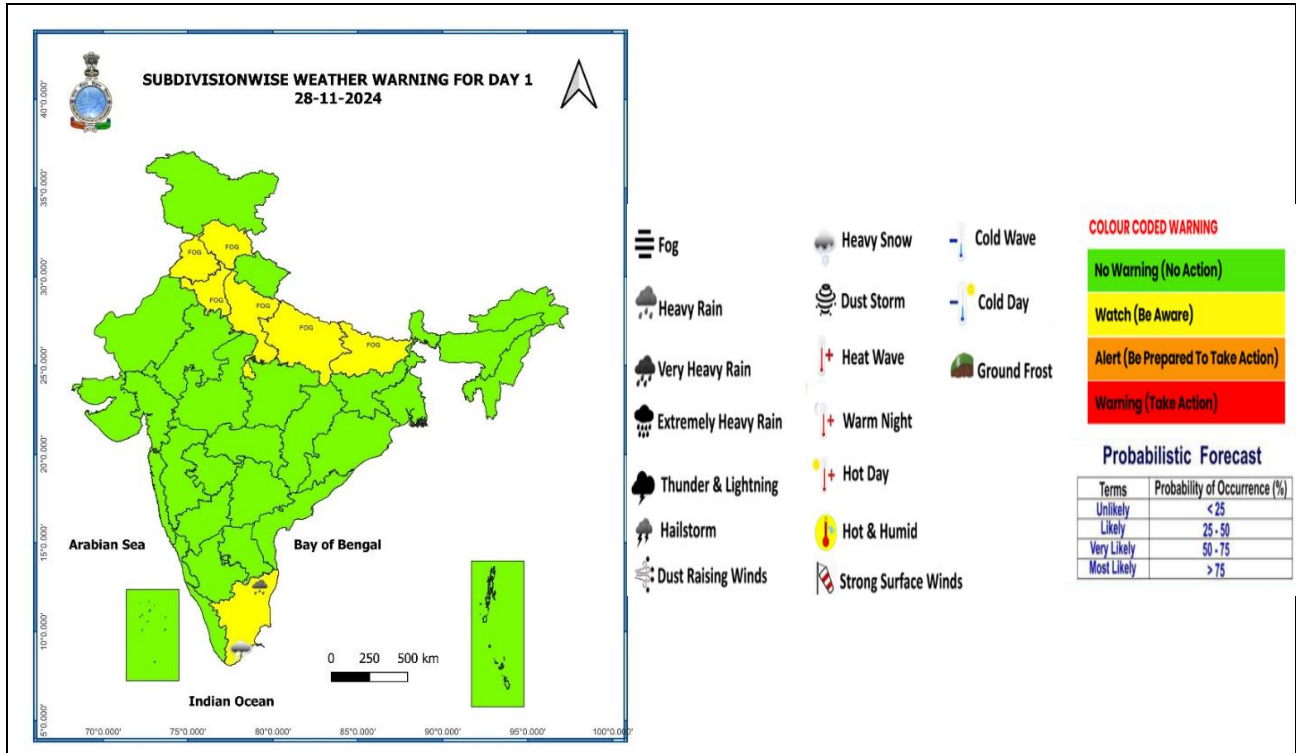 SUBDIVISIONWISE WEATHER WARNING FOR DAY 1
28-11-2024
40°0.000'
35°0.000'
30°0.000'
25°0.000'
20°0.000'
15°0.000'
10°0.000'
5°0.000'
FOG
FOG
FOG
FOG
FOG
FOG
Arabian Sea
Bay of Bengal
0 250 500 km
Indian Ocean
70°0.000' 75°0.000' 80°0.000' 85°0.000' 90°0.000' 95°0.000' 100°0.000'
Fog
Heavy Rain
Very Heavy Rain
Extremely Heavy Rain
Thunder & Lightning
Hailstorm
Dust Raising Winds
Heavy Snow
Dust Storm
Heat Wave
Warm Night
Hot Day
Hot & Humid
Strong Surface Winds
Cold Wave
Cold Day
Ground Frost
COLOUR CODED WARNING
No Warning (No Action)
Watch (Be Aware)
Alert (Be Prepared To Take Action)
Warning (Take Action)
Probabilistic Forecast
Terms Probability of Occurrence (%)
Unlikely < 25
Likely 25 - 50
Very Likely 50 - 75
Most Likely > 75